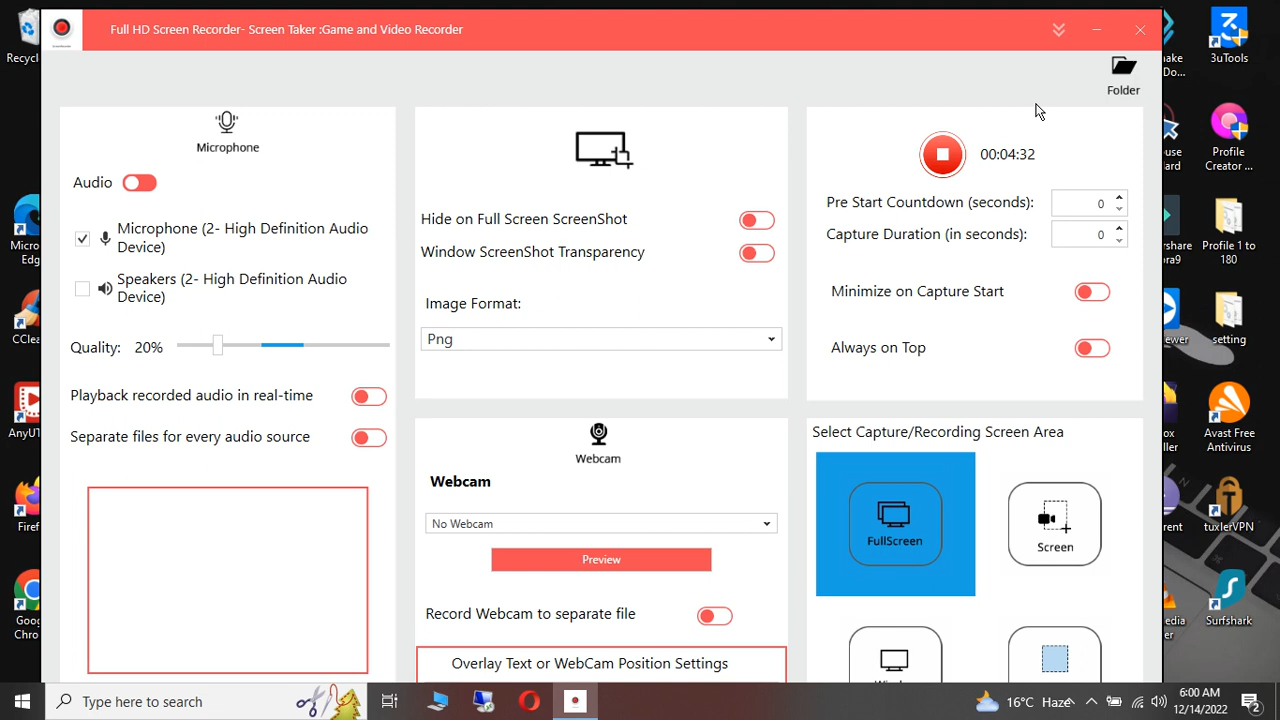 Recycl
Full HD Screen Recorder- Screen Taker :Game and Video Recorder
3uTools
Folder
Microphone
00:04:32
Audio
Pre Start Countdown (seconds):
0
Profile
Creator ...
Hide on Full Screen ScreenShot
Microphone (2- High Definition Audio
Device)
Capture Duration (in seconds):
0
Micro
Edg
Window ScreenShot Transparency
Profile 1 to
180
Speakers (2- High Definition Audio
Device)
Minimize on Capture Start
Image Format:
Png
Quality: 20%
Always on Top
CClea
setting
Playback recorded audio in real-time
Separate files for every audio source
Select Capture/Recording Screen Area
AnyU
Avast Free
Antivirus
Webcam
Webcam
No Webcam
FullScreen
Screen
Firef
tuxlerVPN
Preview
Record Webcam to separate file
Goog
Chro
Surfshark
Overlay Text or WebCam Position Settings
Type here to search
16°C Haze
6:00 AM
12/14/2022
2